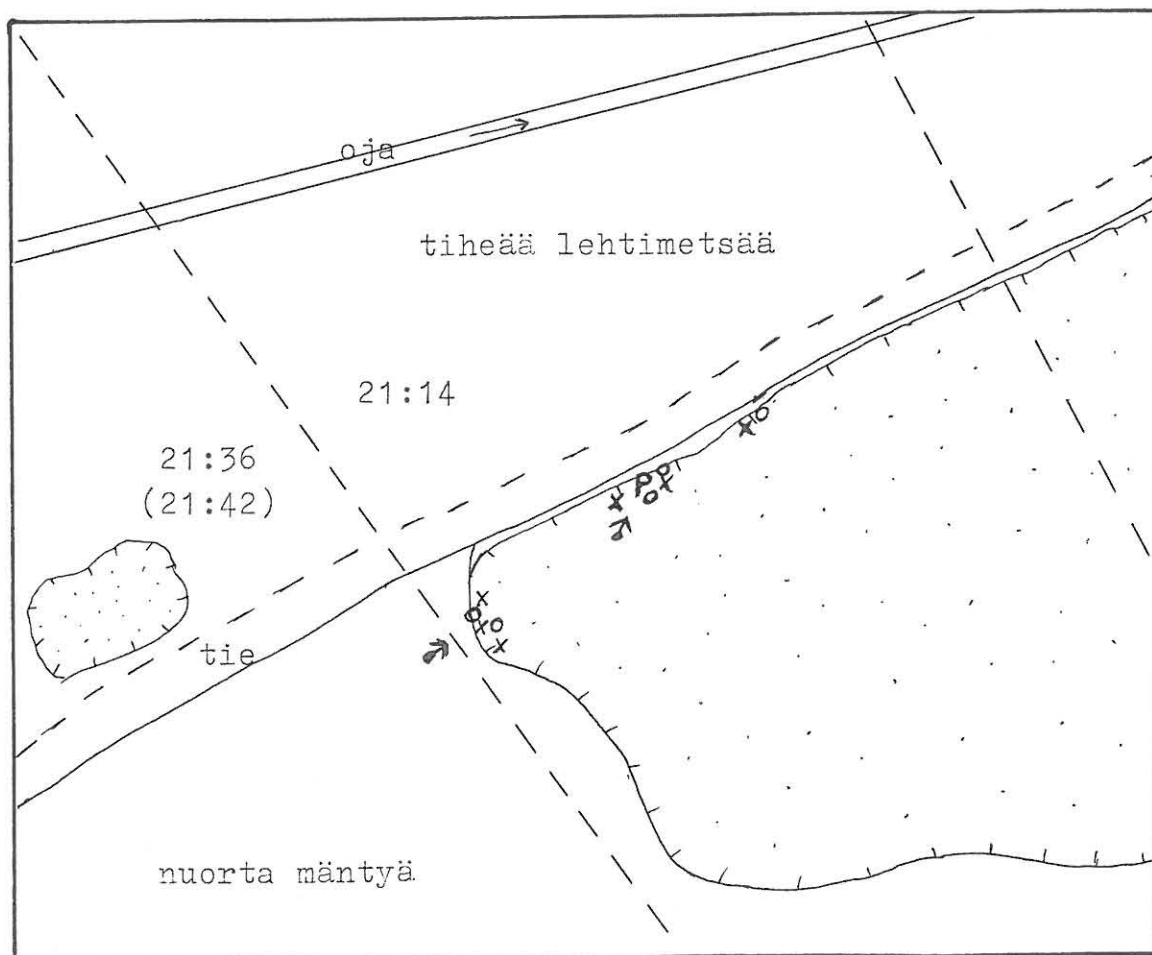 oja
tiheää lehtimetsää
21:14
21:36
(21:42)
x o
P o x
x o
x
o o
x
x
tie
nuorta mäntyä